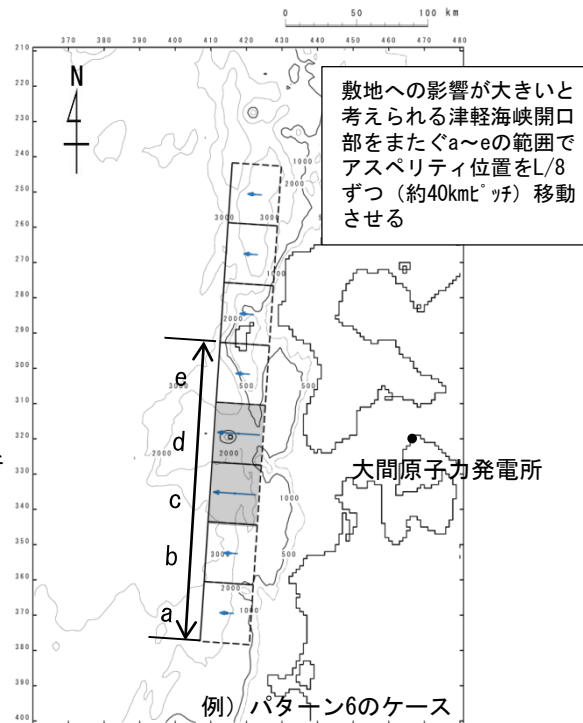 0 50 100 km
370 380 390 400 410 420 430 440 450 460 470 480
210
220
230
240
250
260
270
280
290
300
310
320
330
340
350
360
370
380
390
400
N
敷地への影響が大きいと
考えられる津軽海峡開口
部をまたぐa～eの範囲で
アスペリティ位置をL/8
ずつ（約40kmﾋﾟｯﾁ）移動
させる
1000
2000
3000
3000
1000
2000
e
3000
500
500
d
2000
2000
大間原子力発電所
c
1000
b
300
500
2000
a
1000
例）パターン6のケース